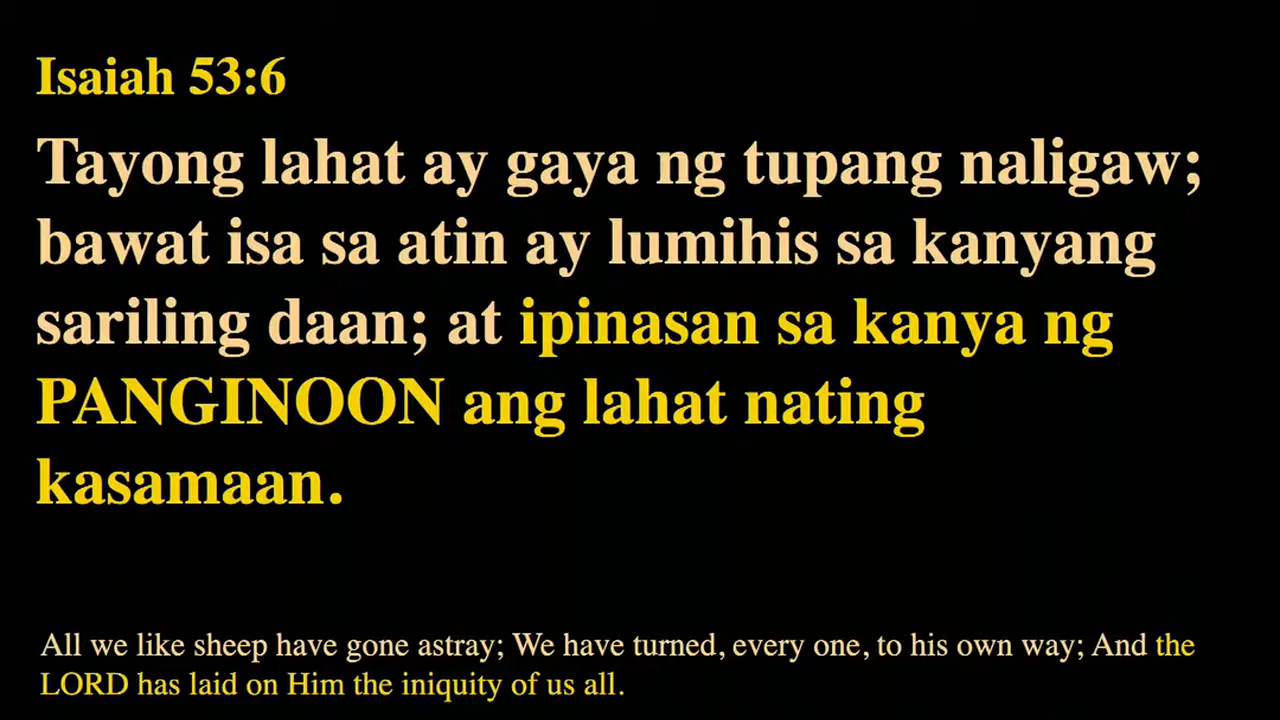 Isaiah 53:6
Tayong lahat ay gaya ng tupang naligaw;
bawat isa sa atin ay lumihis sa kanyang
sariling daan; at ipinasan sa kanya ng
PANGINOON ang lahat nating
kasamaan.
All we like sheep have gone astray; We have turned, every one, to his own way; And the
LORD has laid on Him the iniquity of us all.